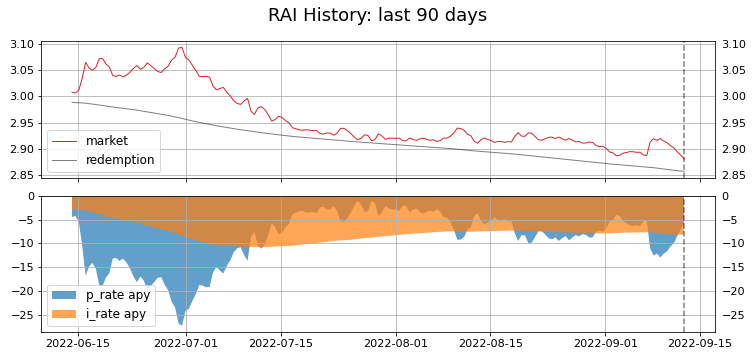 RAI History: last 90 days
3.10 3.10
3.05 3.05
3.00 3.00
2.95 2.95
2.90 2.90
2.85 2.85
market
redemption
0 0
−5 −5
−10 −10
−15 −15
−20 −20
−25 −25
p_rate apy
i_rate apy
2022-06-15 2022-07-01 2022-07-15 2022-08-01 2022-08-15 2022-09-01 2022-09-15